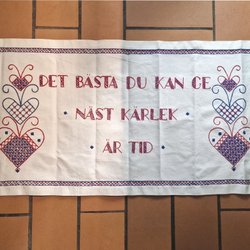 DET BÄSTA DU KAN GE
· NÄST KÄRLEK ·
ÄR TID ·